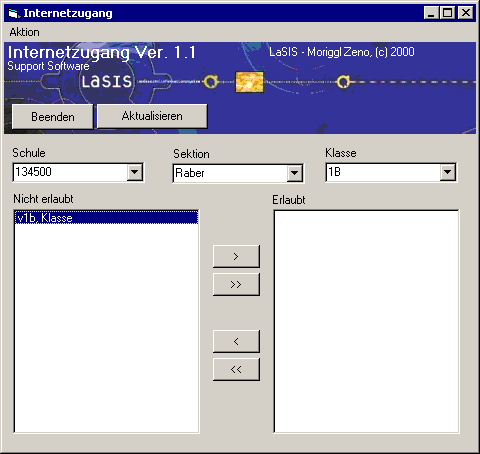 Internetzugang
Aktion
Internetzugang Ver. 1.1
LaSIS - Moriggl Zeno, (c) 2000
Support Software
LaSIS
Beenden
Aktualisieren
Schule
Sektion
Klasse
134500
Raber
1B
Nicht erlaubt
Erlaubt
v1b, Klasse
>
>>
<
<<